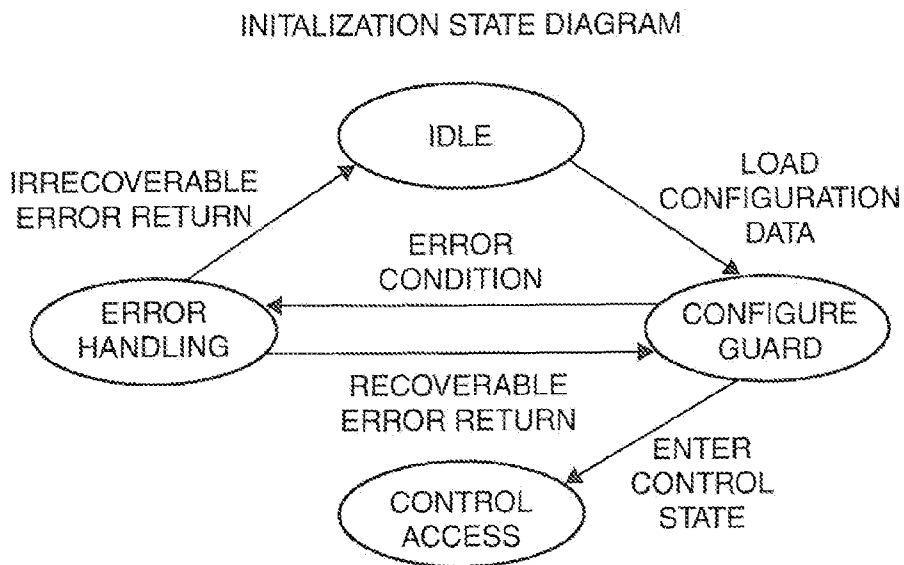 INITALIZATION STATE DIAGRAM
IDLE
IRRECOVERABLE
ERROR RETURN
LOAD
CONFIGURATION
DATA
ERROR
CONDITION
ERROR
HANDLING
CONFIGURE
GUARD
RECOVERABLE
ERROR RETURN
ENTER
CONTROL
STATE
CONTROL
ACCESS